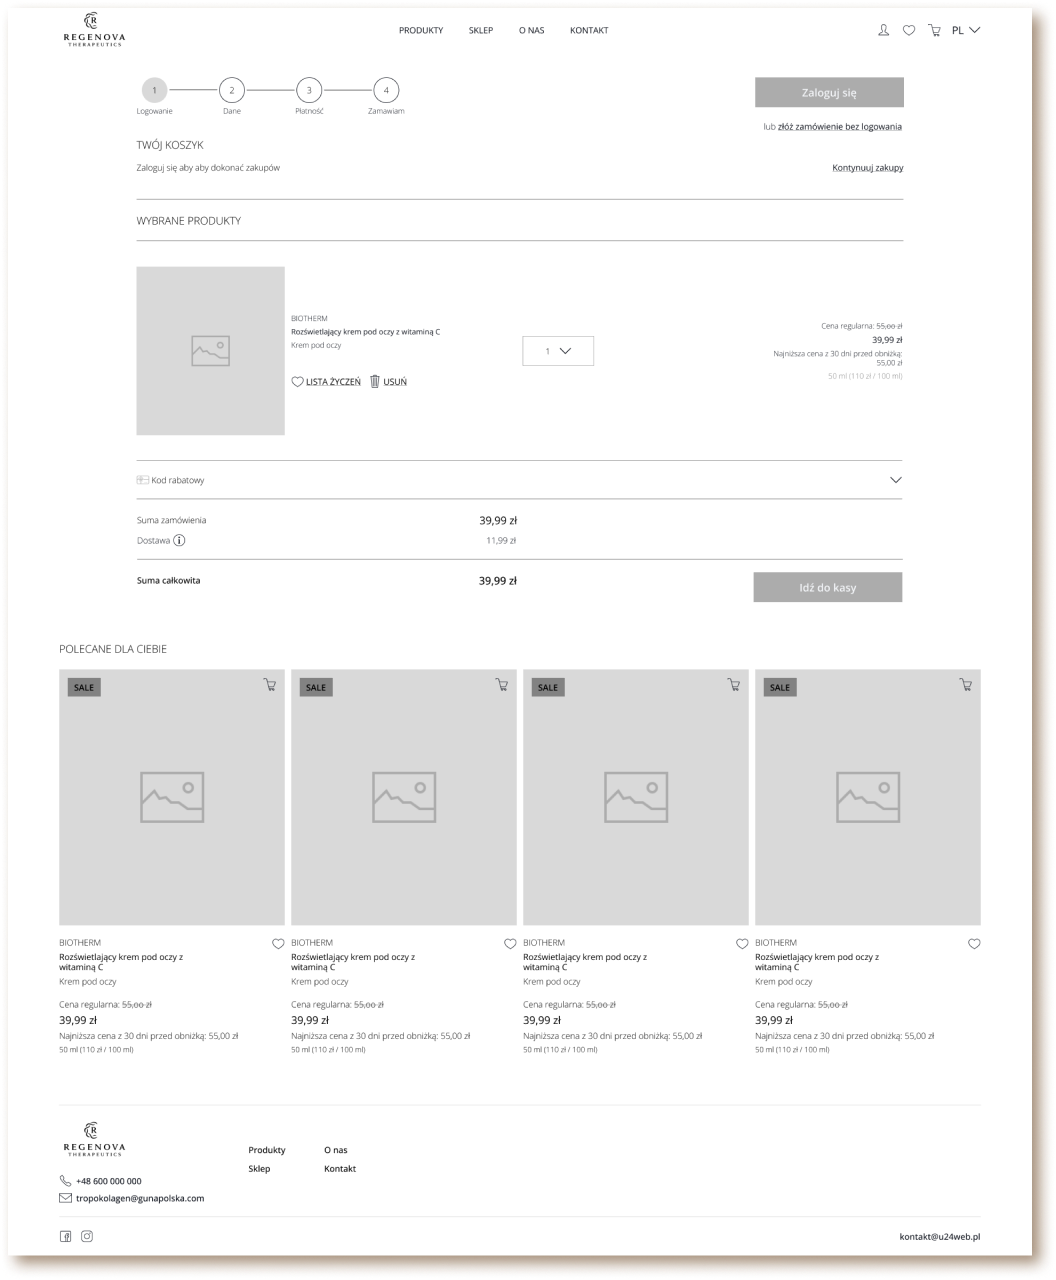 R
REGENOVA
THERAPEUTICS
PRODUKTY SKLEP O NAS KONTAKT
PL
1 2 3 4
Logowanie Dane Płatność Zamawiam
Zaloguj się
lub złóż zamówienie bez logowania
TWÓJ KOSZYK
Zaloguj się aby aby dokonać zakupów
Kontynuuj zakupy
WYBRANE PRODUKTY
BIOTHERM
Rozświetlający krem pod oczy z witaminą C
Krem pod oczy
LISTA ŻYCZEŃ USUŃ
1
Cena regularna: 55,00 zł
39,99 zł
Najniższa cena z 30 dni przed obniżką:
55,00 zł
50 ml (110 zł / 100 ml)
Kod rabatowy
Suma zamówienia 39,99 zł
Dostawa i 11,99 zł
Suma całkowita 39,99 zł
Idź do kasy
POLECANE DLA CIEBIE
SALE
BIOTHERM
Rozświetlający krem pod oczy z
witaminą C
Krem pod oczy
Cena regularna: 55,00 zł
39,99 zł
Najniższa cena z 30 dni przed obniżką: 55,00 zł
50 ml (110 zł / 100 ml)
SALE
BIOTHERM
Rozświetlający krem pod oczy z
witaminą C
Krem pod oczy
Cena regularna: 55,00 zł
39,99 zł
Najniższa cena z 30 dni przed obniżką: 55,00 zł
50 ml (110 zł / 100 ml)
SALE
BIOTHERM
Rozświetlający krem pod oczy z
witaminą C
Krem pod oczy
Cena regularna: 55,00 zł
39,99 zł
Najniższa cena z 30 dni przed obniżką: 55,00 zł
50 ml (110 zł / 100 ml)
SALE
BIOTHERM
Rozświetlający krem pod oczy z
witaminą C
Krem pod oczy
Cena regularna: 55,00 zł
39,99 zł
Najniższa cena z 30 dni przed obniżką: 55,00 zł
50 ml (110 zł / 100 ml)
R
REGENOVA
THERAPEUTICS
+48 600 000 000
tropokolagen@gunapolska.com
Produkty O nas
Sklep Kontakt
kontakt@u24web.pl